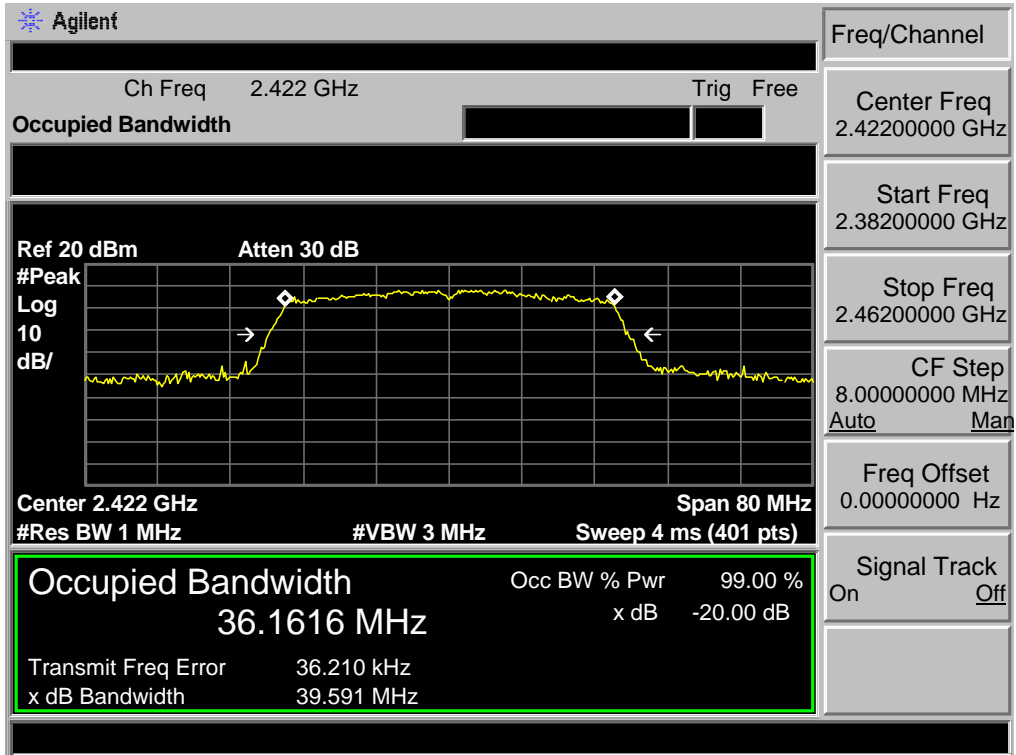 Agilent
Freq/Channel
Ch Freq 2.422 GHz Trig Free
Occupied Bandwidth
Center Freq
2.42200000 GHz
Start Freq
2.38200000 GHz
Stop Freq
2.46200000 GHz
CF Step
8.00000000 MHz
Auto Man
Freq Offset
0.00000000 Hz
Signal Track
On Off
Ref 20 dBm Atten 30 dB
#Peak
Log
10
dB/
Center 2.422 GHz Span 80 MHz
#Res BW 1 MHz #VBW 3 MHz Sweep 4 ms (401 pts)
Occupied Bandwidth Occ BW % Pwr 99.00 %
36.1616 MHz x dB -20.00 dB
Transmit Freq Error 36.210 kHz
x dB Bandwidth 39.591 MHz